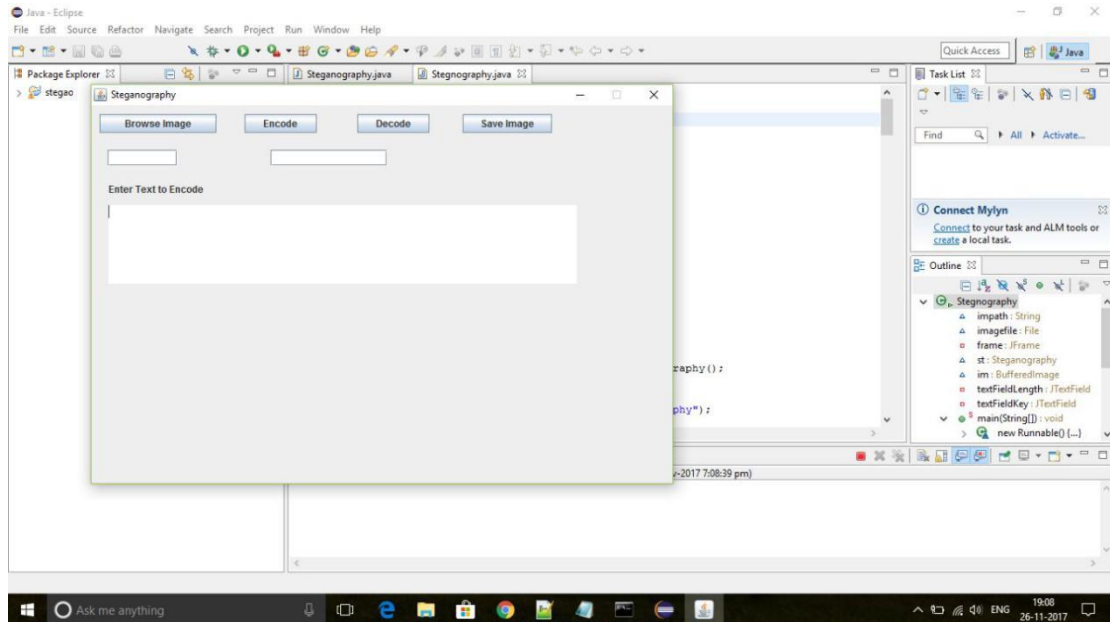 Java - Eclipse
File Edit Source Refactor Navigate Search Project Run Window Help
Quick Access
Java
Package Explorer
Steganography.java
Stegnography.java
Task List
stegao
Steganography
Browse Image
Encode
Decode
Save Image
Find
All
Activate...
Enter Text to Encode
Connect Mylyn
Connect to your task and ALM tools or
create a local task.
Outline
Stegnography
impath : String
imagefile : File
frame : JFrame
st : Steganography
im : BufferedImage
textFieldLength : JTextField
textFieldKey : JTextField
main(String[]) : void
new Runnable() {...}
raphy();
phy");
-2017 7:08:39 pm)
Ask me anything
ENG
19:08
26-11-2017